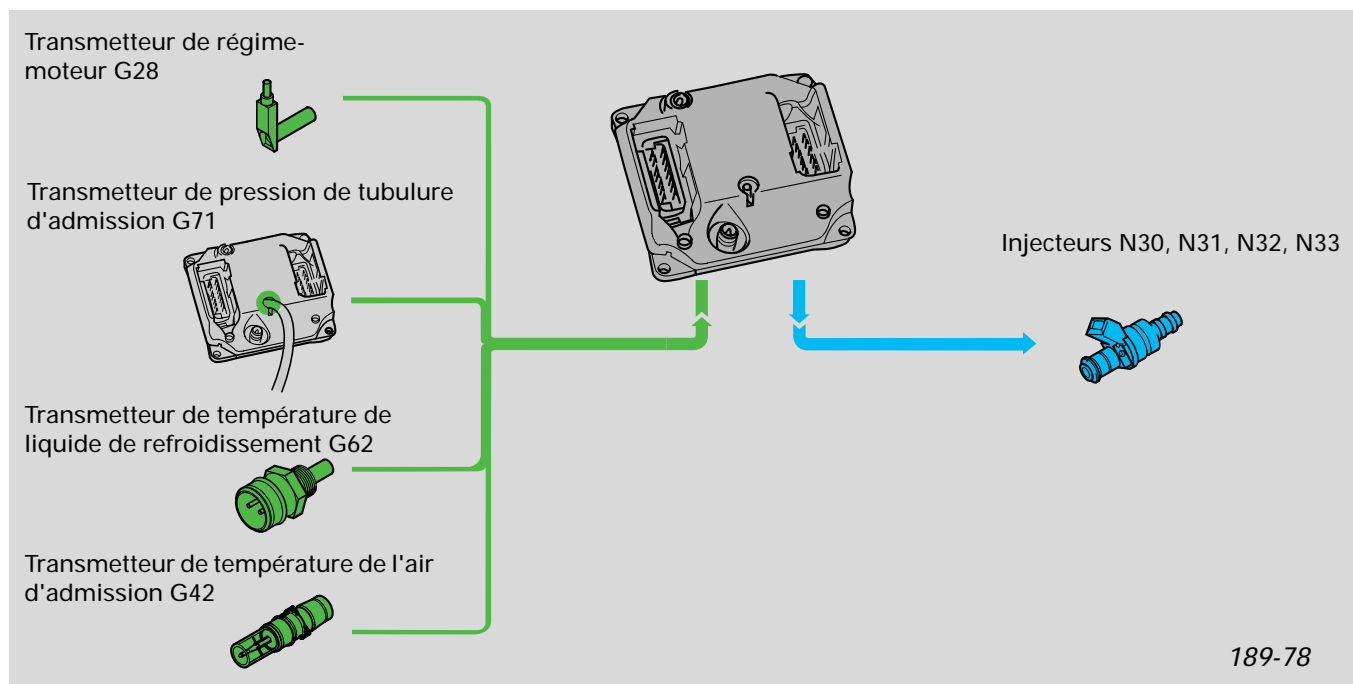 Transmetteur de régime-
moteur G28
Transmetteur de pression de tubulure
d'admission G71
Injecteurs N30, N31, N32, N33
Transmetteur de température de
liquide de refroidissement G62
Transmetteur de température de l'air
d'admission G42
189-78